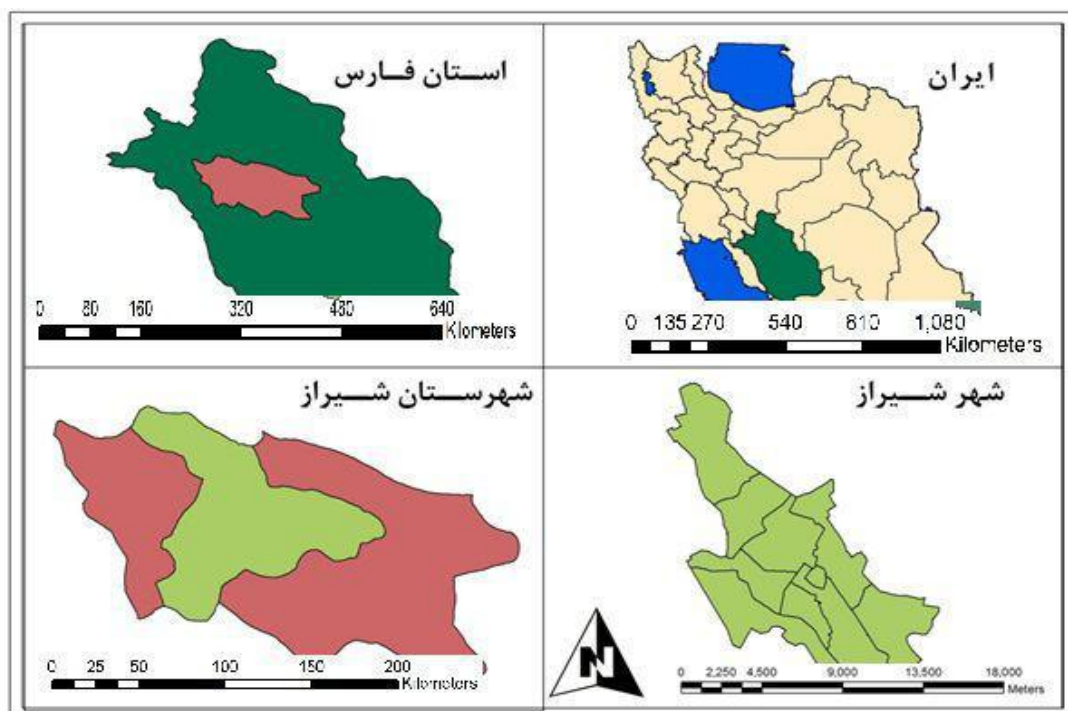 استان فارس
0 80 160 320 480 640
Kilometers
ایران
0 135 270 540 810 1,080
Kilometers
شهرستان شیراز
0 25 50 100 150 200
Kilometers
شهر شیراز
N
0 2,250 4,500 9,000 13,500 18,000
Meters